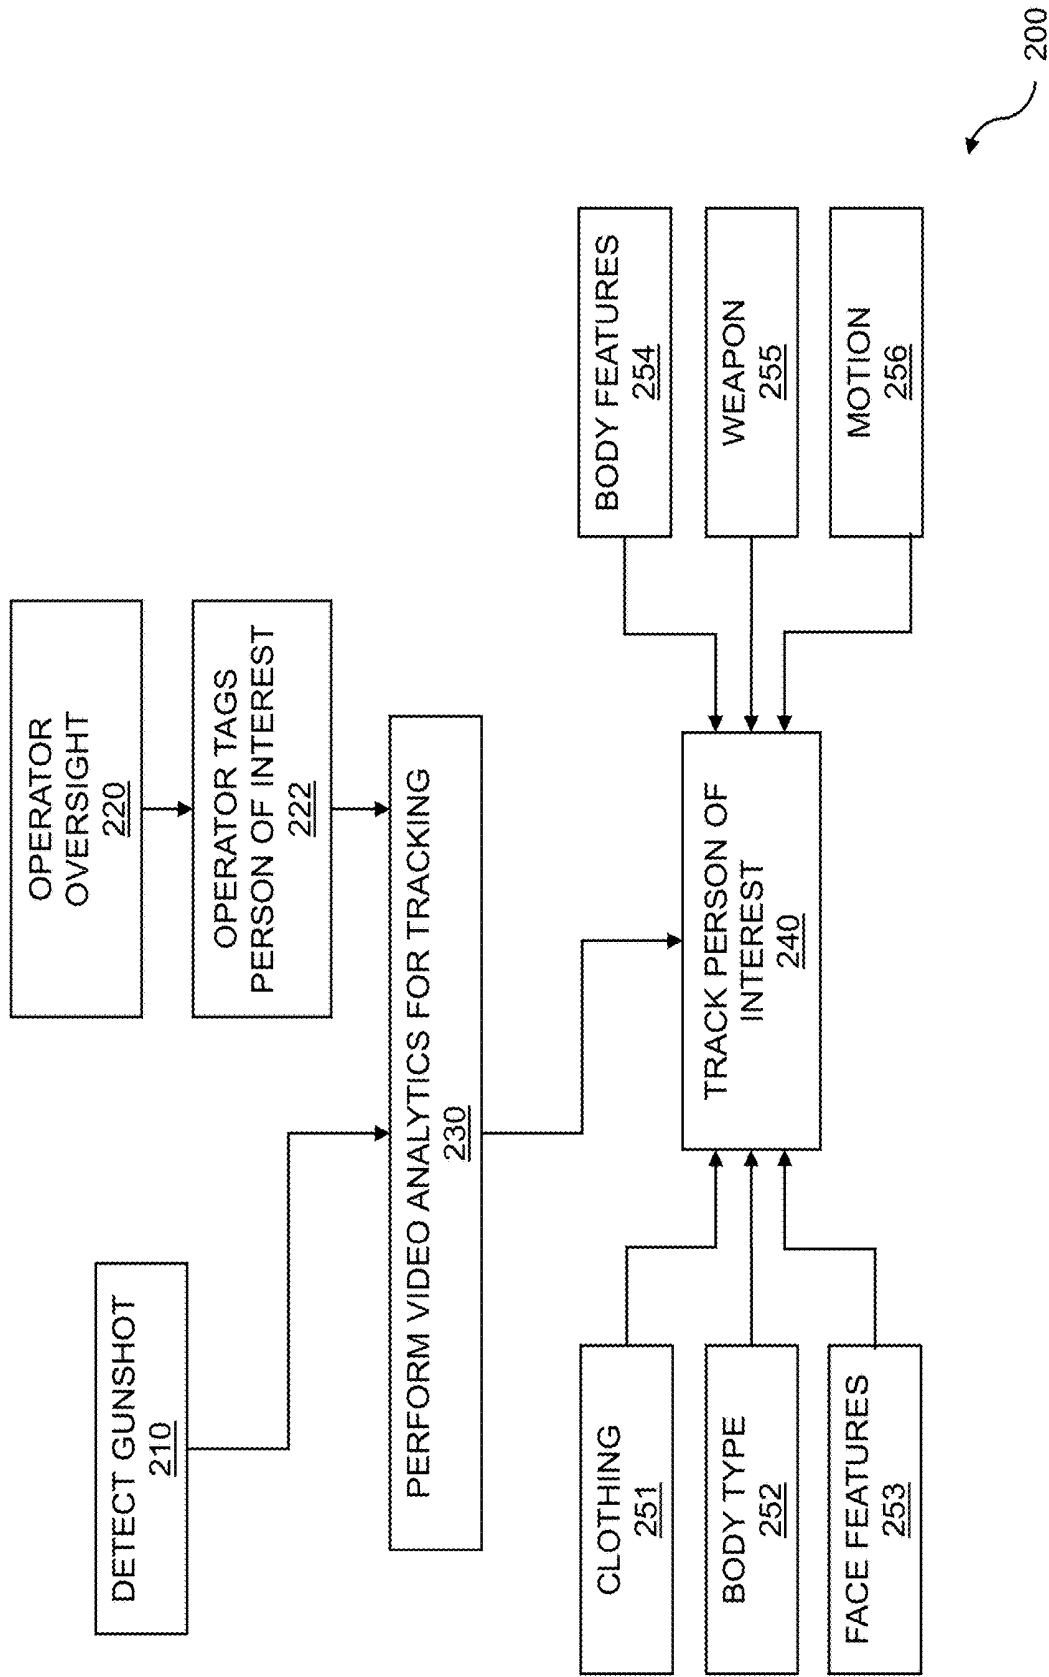 200
OPERATOR
OVERSIGHT
220
DETECT GUNSHOT
210
OPERATOR TAGS
PERSON OF INTEREST
222
PERFORM VIDEO ANALYTICS FOR TRACKING
230
CLOTHING
251
BODY TYPE
252
FACE FEATURES
253
TRACK PERSON OF
INTEREST
240
BODY FEATURES
254
WEAPON
255
MOTION
256